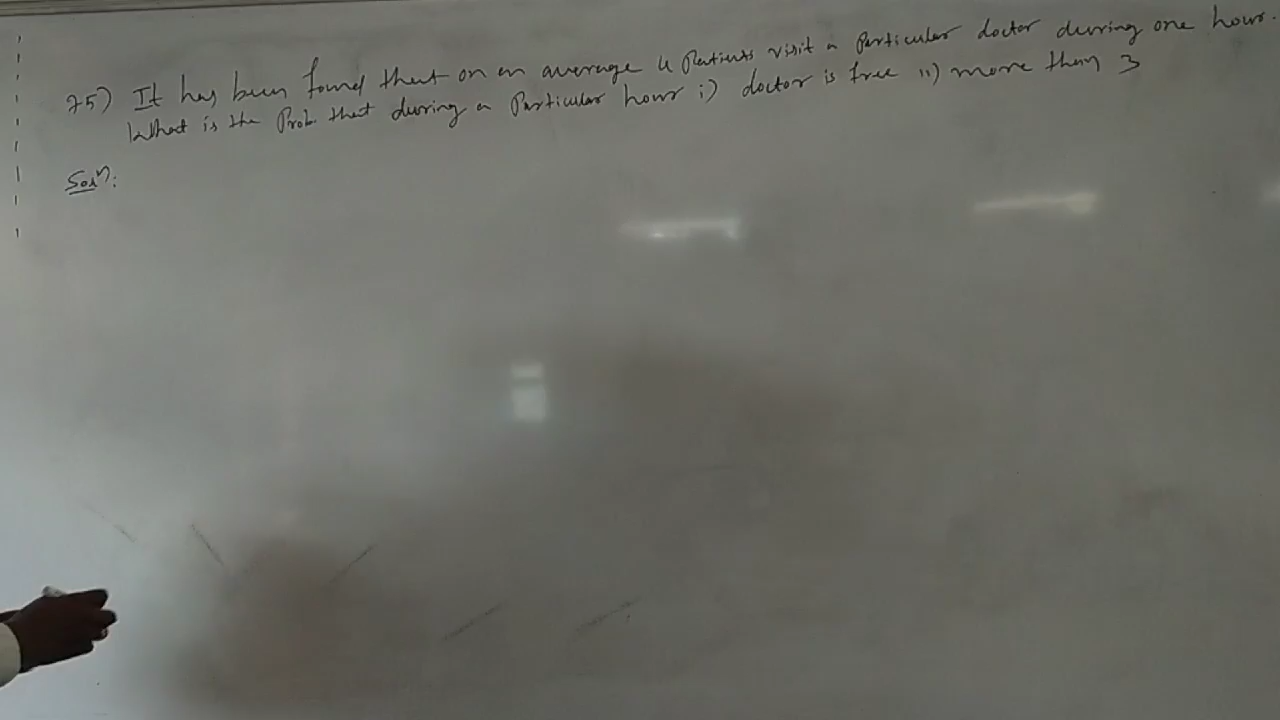 75) It has been found that on an average 4 Patients visit a Particular doctor during one hour.
What is the Prob. that during a Particular hour i) doctor is free ii) more than 3
Solⁿ: